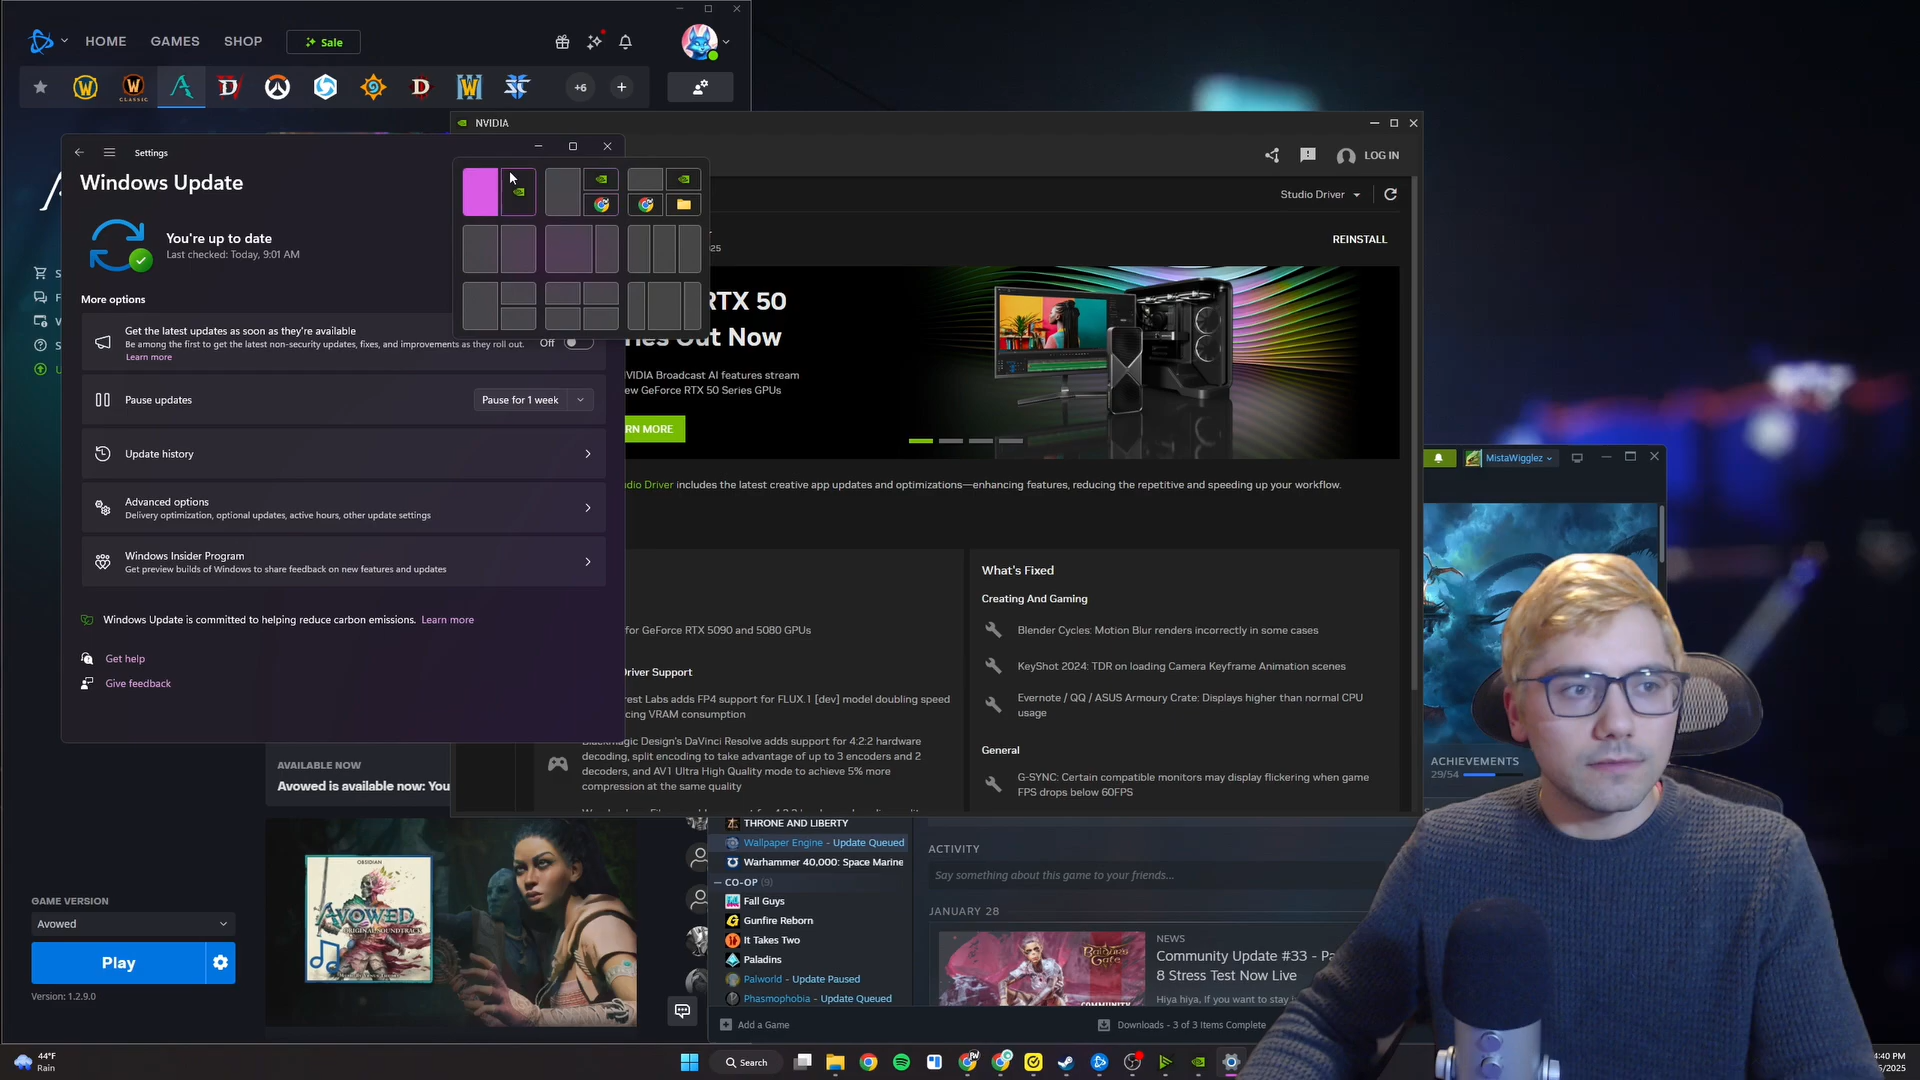 HOME
GAMES
SHOP
Sale
CLASSIC
+6
NVIDIA
LOG IN
Studio Driver
REINSTALL
Settings
Windows Update
You're up to date
Last checked: Today, 9:01 AM
More options
Get the latest updates as soon as they're available
Be among the first to get the latest non-security updates, fixes, and improvements as they roll out.
Learn more
Off
Pause updates
Pause for 1 week
Update history
Advanced options
Delivery optimization, optional updates, active hours, other update settings
Windows Insider Program
Get preview builds of Windows to share feedback on new features and updates
Windows Update is committed to helping reduce carbon emissions. Learn more
Get help
Give feedback
RTX 50
Out Now
NVIDIA Broadcast AI features stream
GeForce RTX 50 Series GPUs
MORE
Driver includes the latest creative app updates and optimizations—enhancing features, reducing the repetitive and speeding up your workflow.
for GeForce RTX 5090 and 5080 GPUs
Driver Support
Labs adds FP4 support for FLUX.1 [dev] model doubling speed
VRAM consumption
Blackmagic Design's DaVinci Resolve adds support for 4:2:2 hardware
decoding, split encoding to take advantage of up to 3 encoders and 2
decoders, and AV1 Ultra High Quality mode to achieve 5% more
compression at the same quality
What's Fixed
Creating And Gaming
Blender Cycles: Motion Blur renders incorrectly in some cases
KeyShot 2024: TDR on loading Camera Keyframe Animation scenes
Evernote / QQ / ASUS Armoury Crate: Displays higher than normal CPU
usage
General
G-SYNC: Certain compatible monitors may display flickering when game
FPS drops below 60FPS
MistaWigglez
ACHIEVEMENTS
29/54
AVAILABLE NOW
Avowed is available now: You
OBSIDIAN
AVOWED
ORIGINAL SOUNDTRACK
GAME VERSION
Avowed
Play
Version: 1.2.9.0
THRONE AND LIBERTY
Wallpaper Engine - Update Queued
Warhammer 40,000: Space Marine
CO-OP (9)
Fall Guys
Gunfire Reborn
It Takes Two
Paladins
Palworld - Update Paused
Phasmophobia - Update Queued
Add a Game
Downloads - 3 of 3 Items Complete
ACTIVITY
Say something about this game to your friends...
JANUARY 28
NEWS
Community Update #33 -
8 Stress Test Now Live
Hiya hiya, If you want to stay
44°F
Rain
Search
:40 PM
/2025